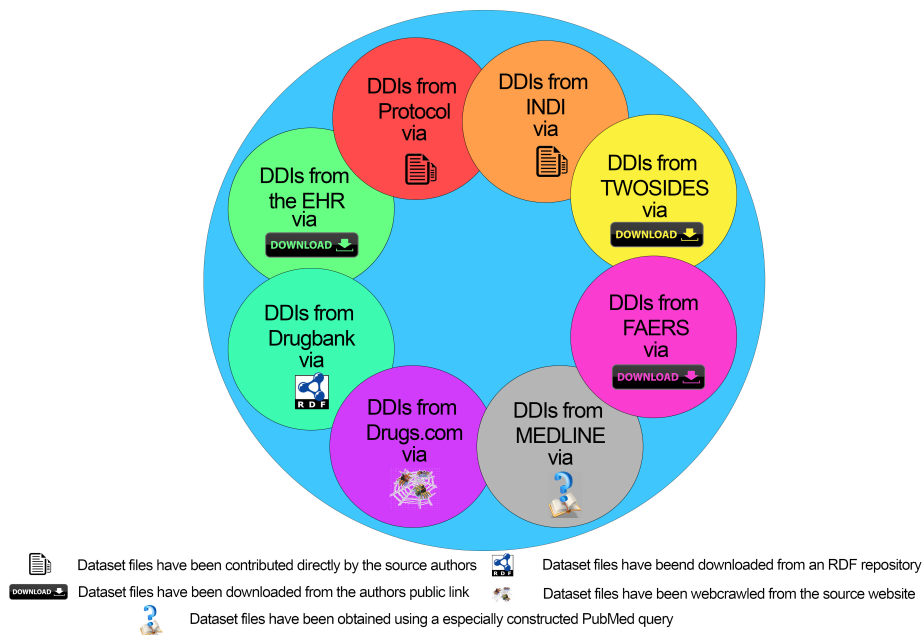 DDIs from
Protocol
via
DDIs from
INDI
via
DDIs from
TWOSIDES
via
DOWNLOAD
DDIs from
the EHR
via
DOWNLOAD
DDIs from
FAERS
via
DOWNLOAD
DDIs from
Drugbank
via
RDF
DDIs from
Drugs.com
via
DDIs from
MEDLINE
via
?
Dataset files have been contributed directly by the source authors
RDF
Dataset files have beend downloaded from an RDF repository
DOWNLOAD
Dataset files have been downloaded from the authors public link
Dataset files have been webcrawled from the source website
?
Dataset files have been obtained using a especially constructed PubMed query